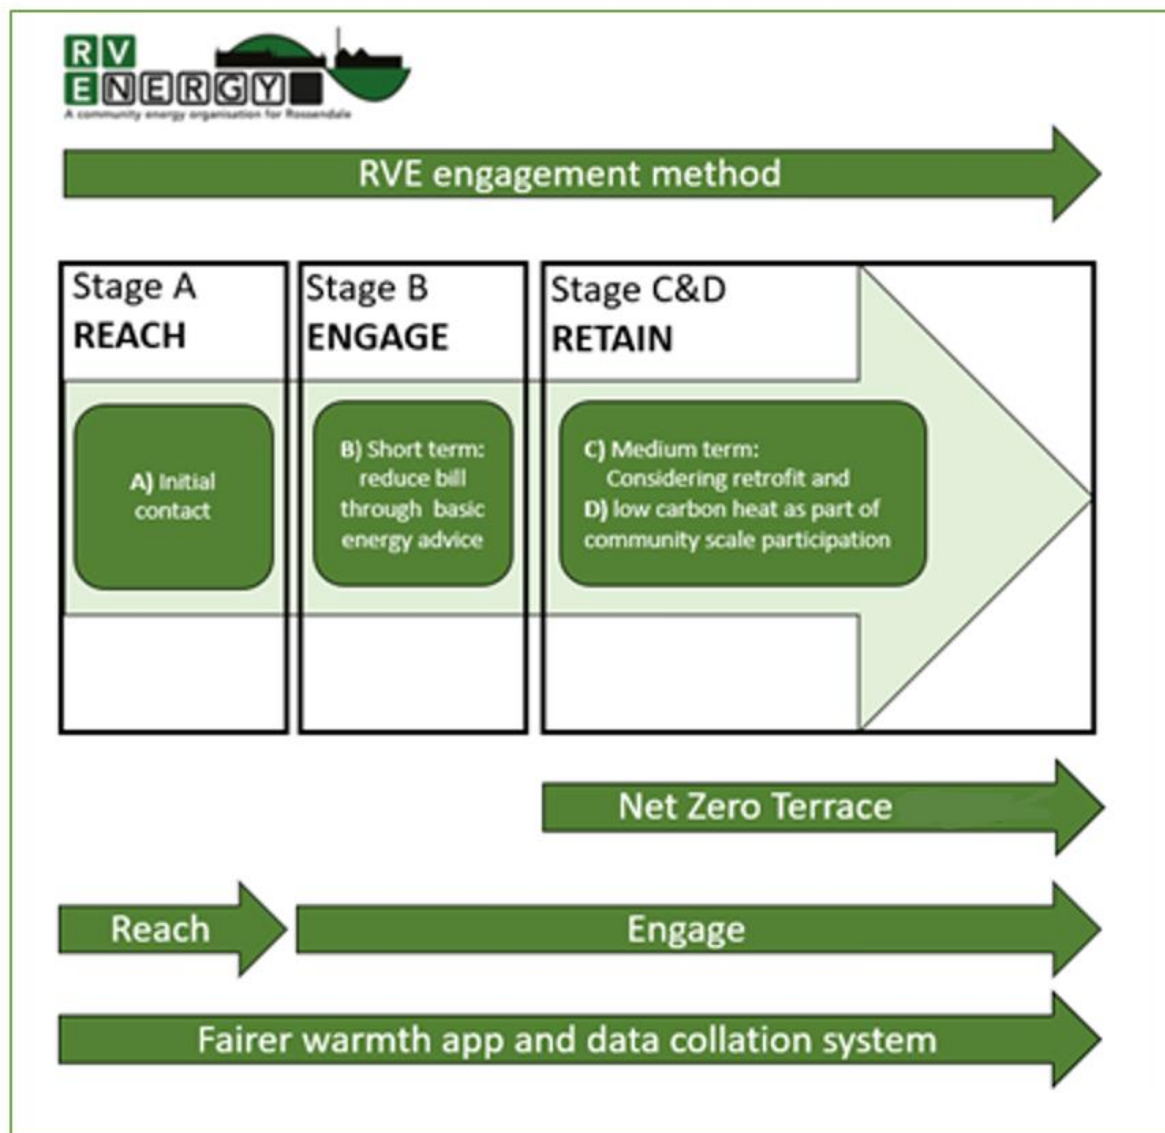 RV
ENERGY
A community energy organisation for Rossendale
RVE engagement method
Stage A
REACH
A) Initial
contact
Stage B
ENGAGE
B) Short term:
reduce bill
through basic
energy advice
Stage C&D
RETAIN
C) Medium term:
Considering retrofit and
D) low carbon heat as part of
community scale participation
Net Zero Terrace
Reach
Engage
Fairer warmth app and data collation system